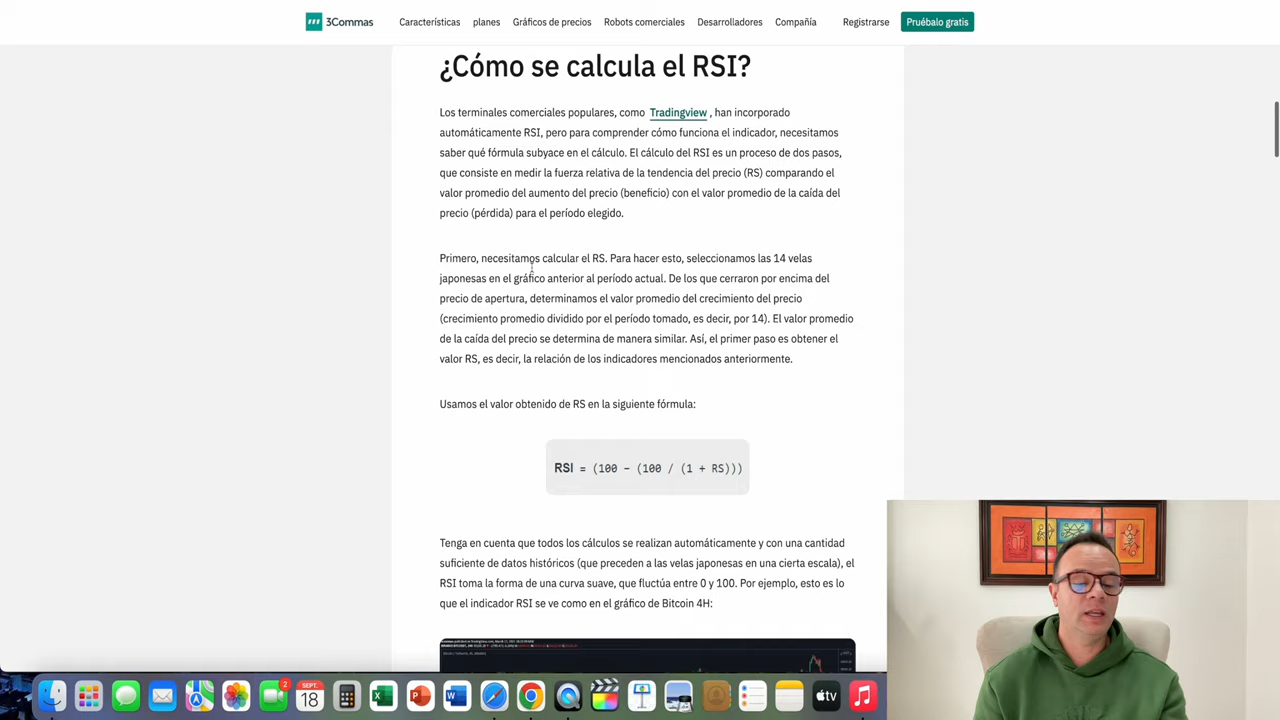 3Commas Características planes Gráficos de precios Robots comerciales Desarrolladores Compañía Registrarse Pruébalo gratis
¿Cómo se calcula el RSI?
Los terminales comerciales populares, como Tradingview , han incorporado
automáticamente RSI, pero para comprender cómo funciona el indicador, necesitamos
saber qué fórmula subyace en el cálculo. El cálculo del RSI es un proceso de dos pasos,
que consiste en medir la fuerza relativa de la tendencia del precio (RS) comparando el
valor promedio del aumento del precio (beneficio) con el valor promedio de la caída del
precio (pérdida) para el período elegido.
Primero, necesitamos calcular el RS. Para hacer esto, seleccionamos las 14 velas
japonesas en el gráfico anterior al período actual. De los que cerraron por encima del
precio de apertura, determinamos el valor promedio del crecimiento del precio
(crecimiento promedio dividido por el período tomado, es decir, por 14). El valor promedio
de la caída del precio se determina de manera similar. Así, el primer paso es obtener el
valor RS, es decir, la relación de los indicadores mencionados anteriormente.
Usamos el valor obtenido de RS en la siguiente fórmula:
RSI = (100 – (100 / (1 + RS)))
Tenga en cuenta que todos los cálculos se realizan automáticamente y con una cantidad
suficiente de datos históricos (que preceden a las velas japonesas en una cierta escala), el
RSI toma la forma de una curva suave, que fluctúa entre 0 y 100. Por ejemplo, esto es lo
que el indicador RSI se ve como en el gráfico de Bitcoin 4H:
2
SEPT.
18
X
P
W
tv